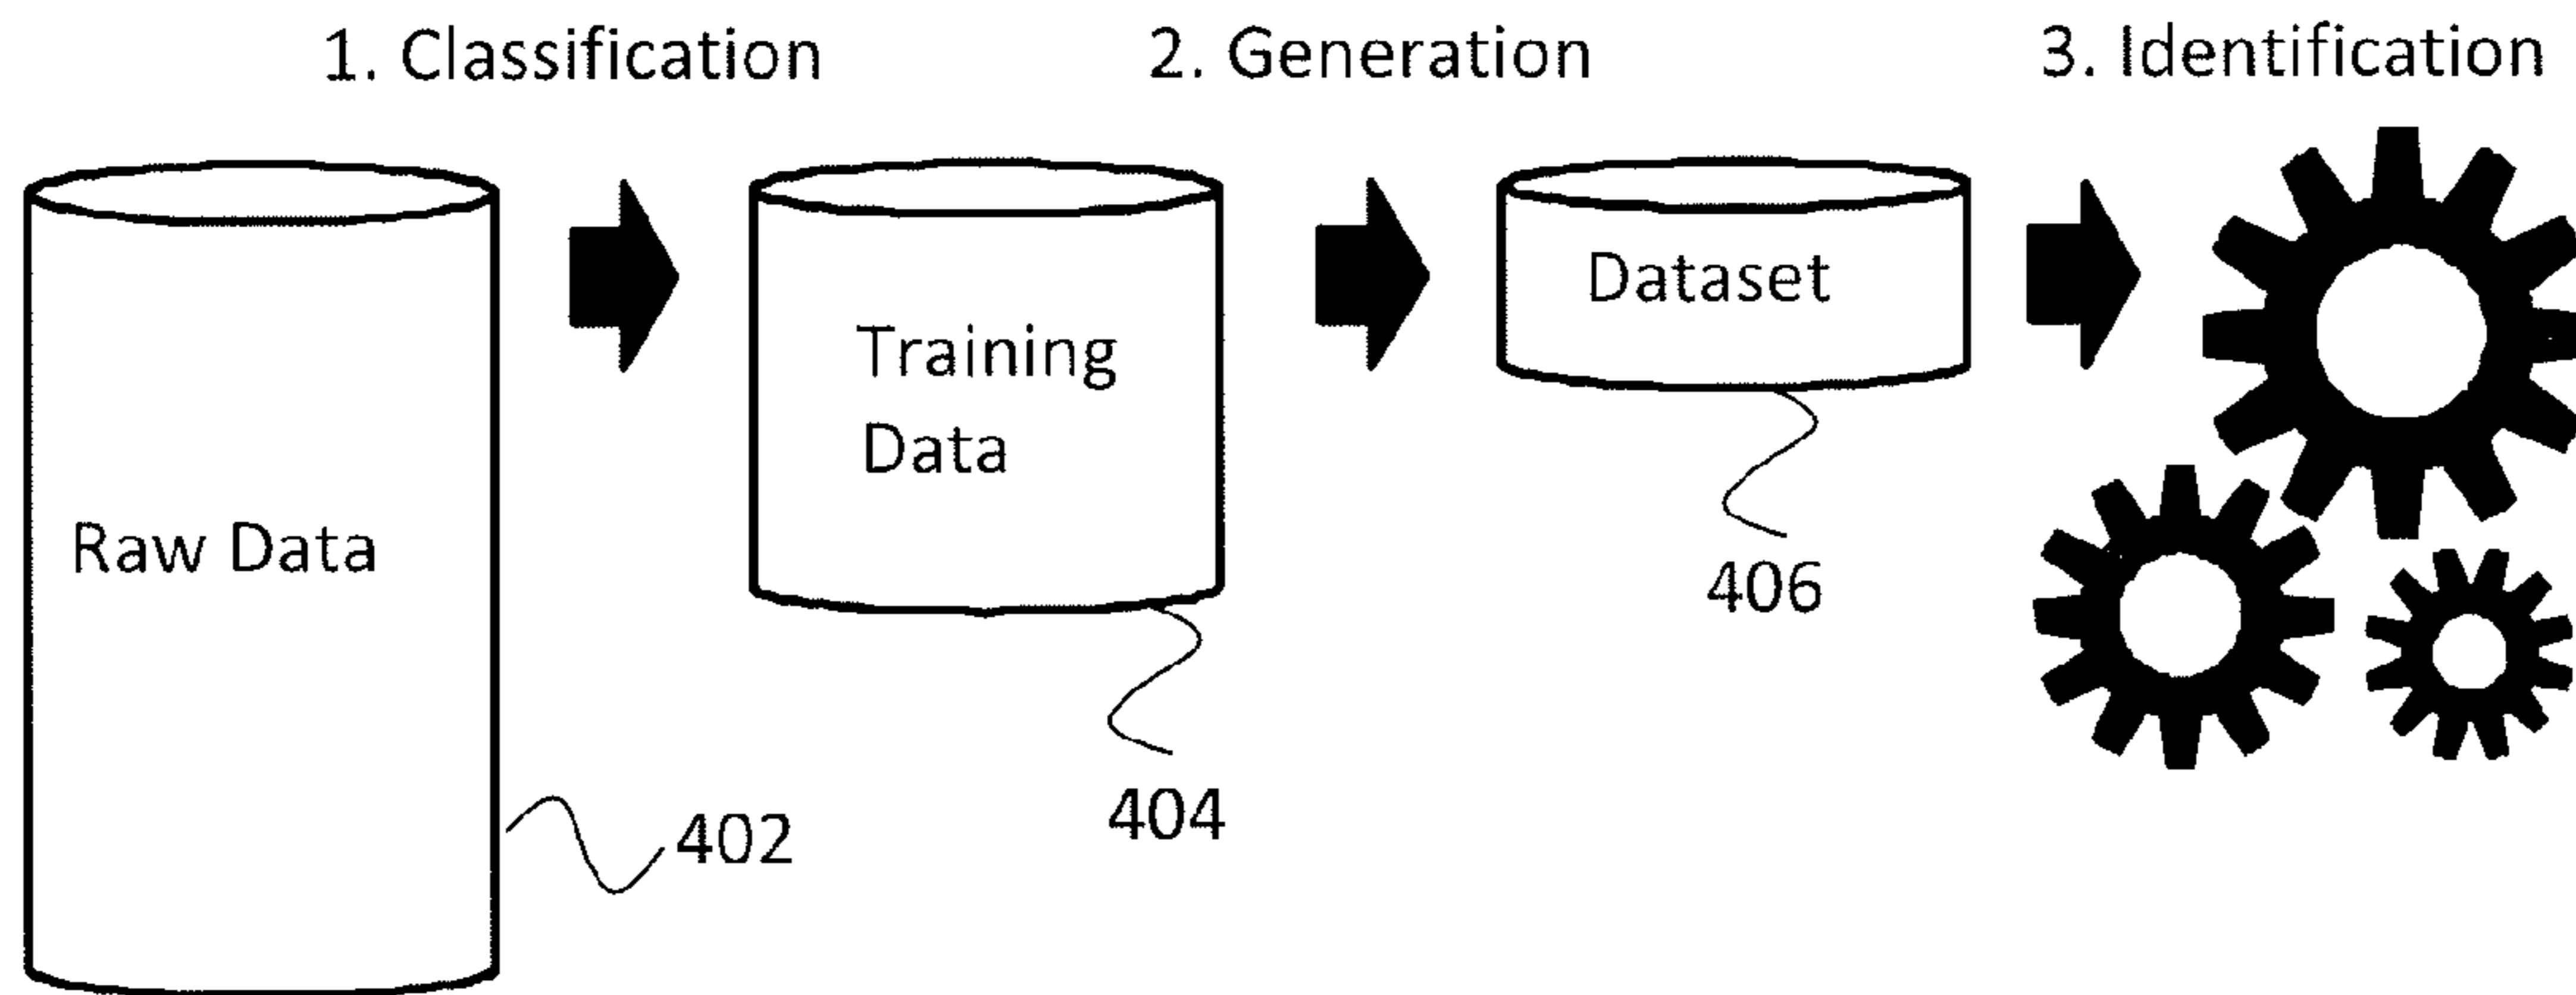 1. Classification
2. Generation
3. Identification
Raw Data
Training
Data
Dataset
402
404
406